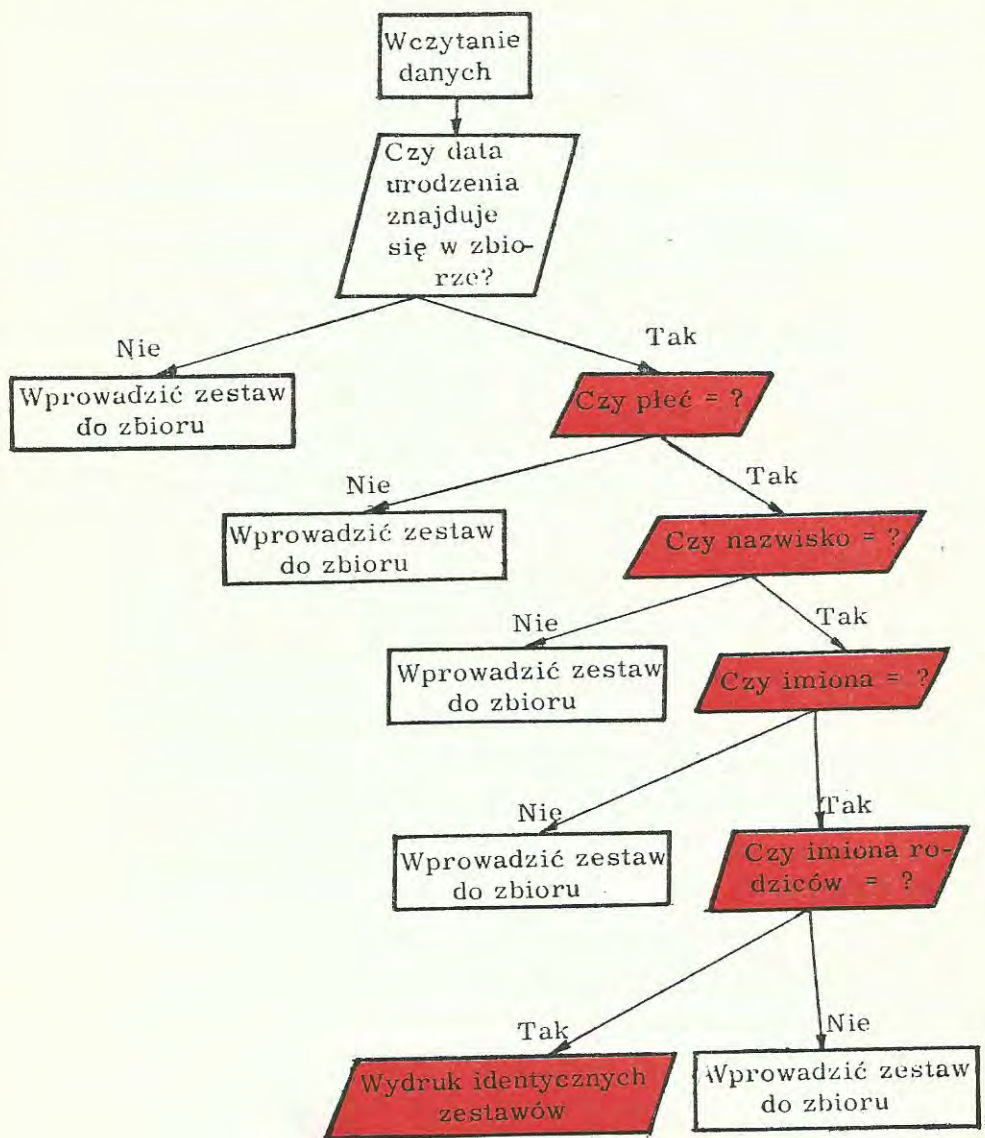 Wczytanie
danych
Czy data
urodzenia
znajduje
się w zbio-
rze?
Nie
Tak
Wprowadzić zestaw
do zbioru
Czy płeć = ?
Nie
Tak
Wprowadzić zestaw
do zbioru
Czy nazwisko = ?
Nie
Tak
Wprowadzić zestaw
do zbioru
Czy imiona = ?
Nie
Tak
Wprowadzić zestaw
do zbioru
Czy imiona ro-
dziców = ?
Tak
Nie
Wydruk identycznych
zestawów
Wprowadzić zestaw
do zbioru